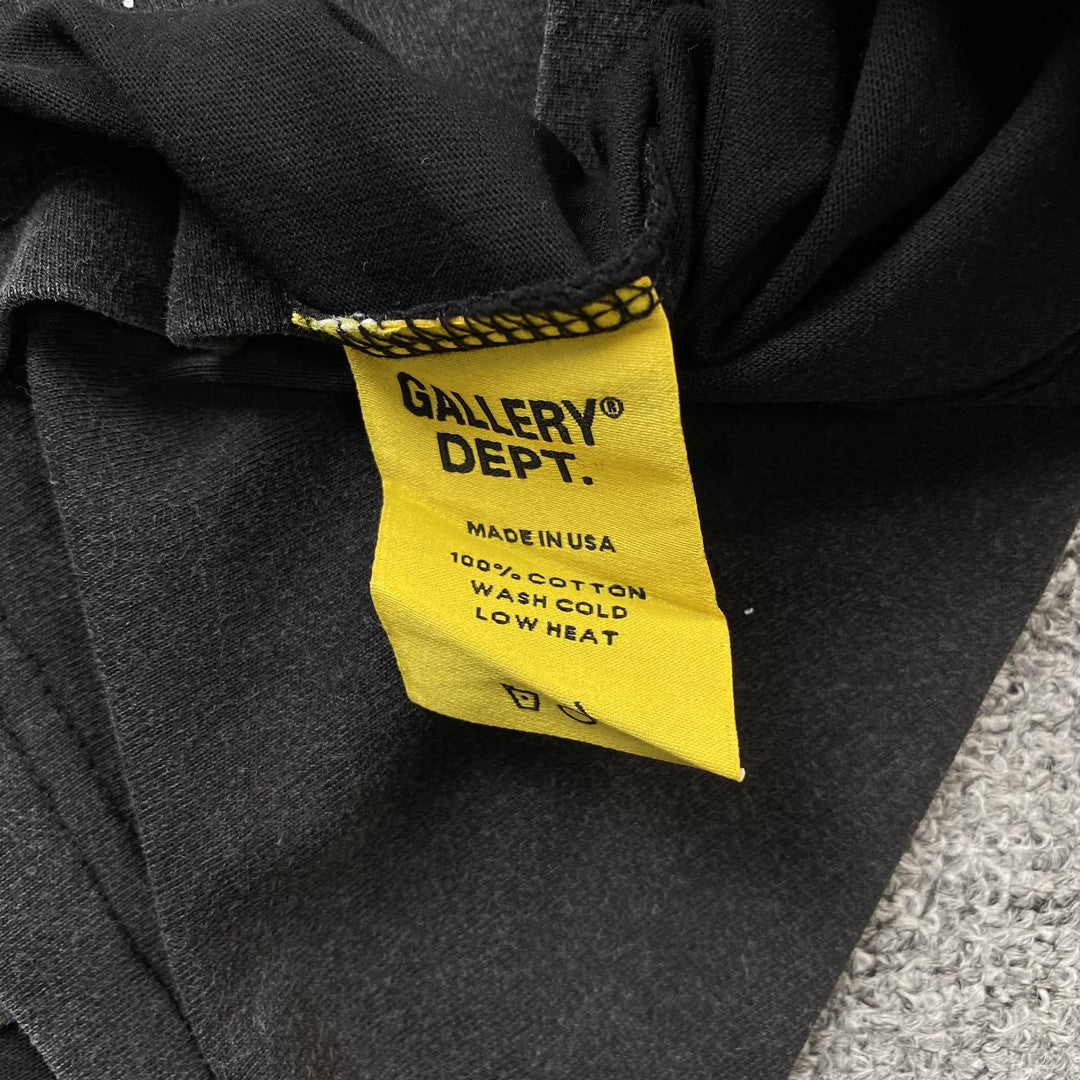 GALLERY®
DEPT.
MADE IN USA
100% COTTON
WASH COLD
LOW HEAT